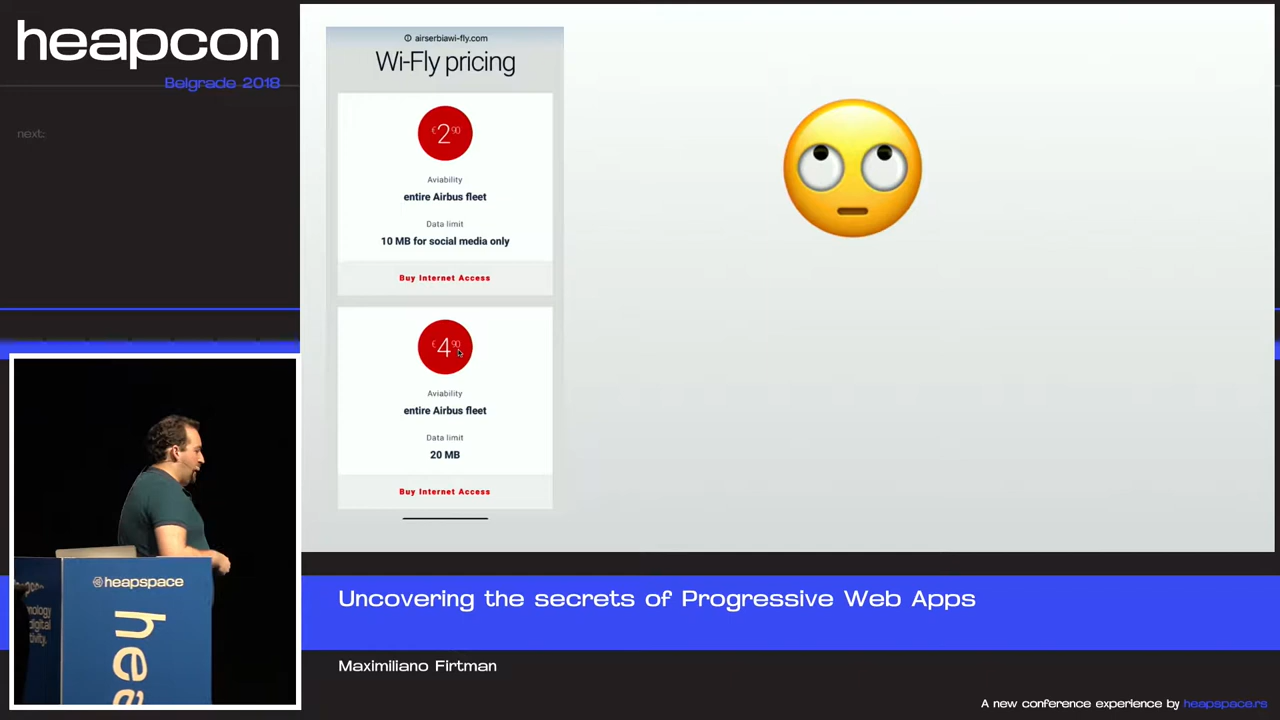 heapcon
Belgrade 2018
next:
airserbiawi-fly.com
Wi-Fly pricing
€2 90
Aviability
entire Airbus fleet
Data limit
10 MB for social media only
Buy Internet Access
€4 90
Aviability
entire Airbus fleet
Data limit
20 MB
Buy Internet Access
heapspace
hea
digital
Uncovering the secrets of Progressive Web Apps
Maximiliano Firtman
A new conference experience by heapspace.rs